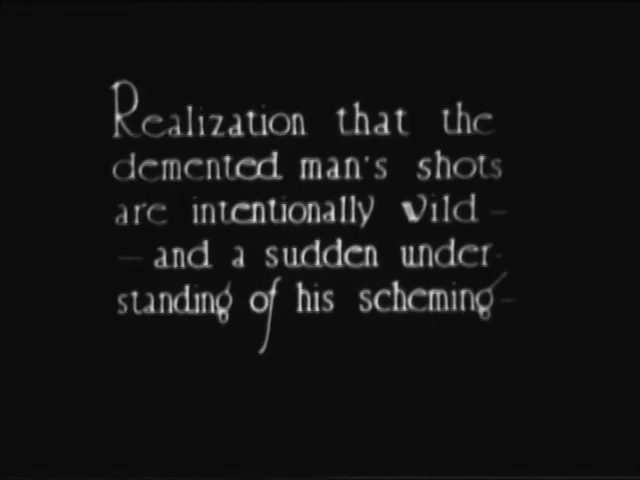 Realization that the
demented man's shots
are intentionally wild -
- and a sudden under-
standing of his scheming -